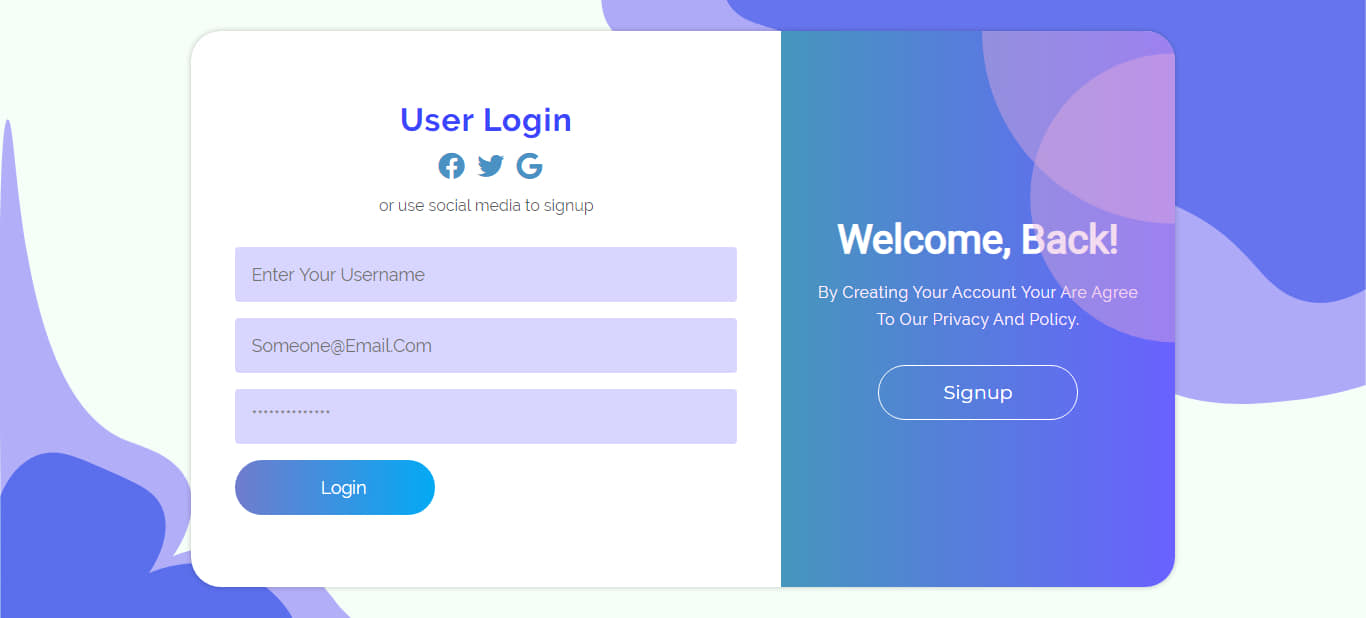 User Login
or use social media to signup
Enter Your Username
Someone@Email.Com
**************
Login
Welcome, Back!
By Creating Your Account Your Are Agree
To Our Privacy And Policy.
Signup